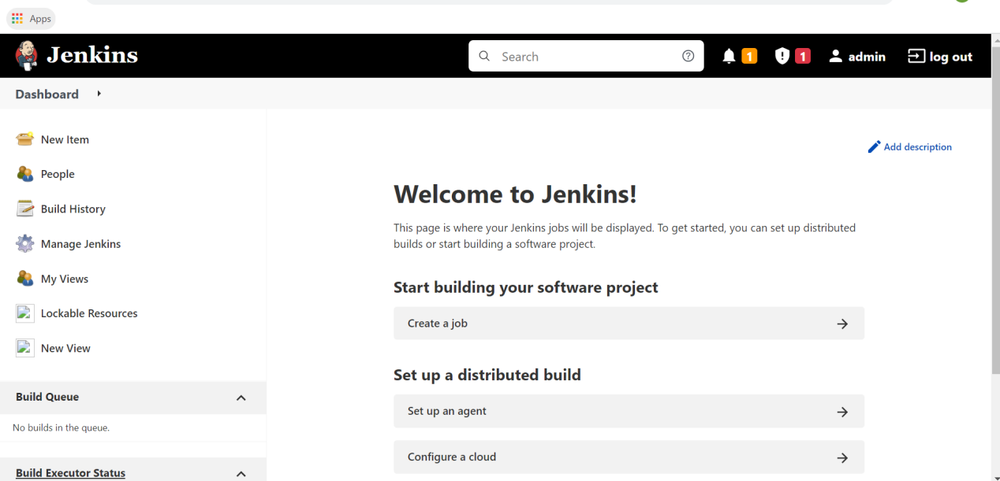 Apps
Jenkins
Search
1
1
admin
log out
Dashboard
New Item
People
Build History
Manage Jenkins
My Views
Lockable Resources
New View
Build Queue
No builds in the queue.
Build Executor Status
Add description
Welcome to Jenkins!
This page is where your Jenkins jobs will be displayed. To get started, you can set up distributed
builds or start building a software project.
Start building your software project
Create a job
Set up a distributed build
Set up an agent
Configure a cloud